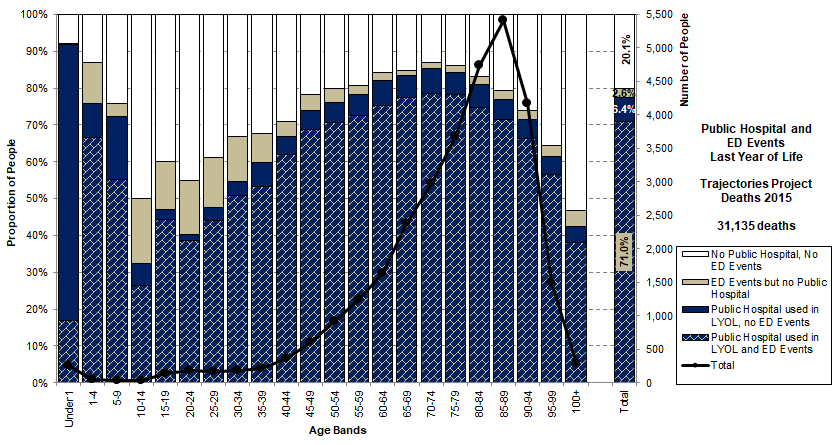 100%
90%
80%
70%
60%
50%
40%
30%
20%
10%
0%
Proportion of People
Under 1
1-4
5-9
10-14
15-19
20-24
25-29
30-34
35-39
40-44
45-49
50-54
55-59
60-64
65-69
70-74
75-79
80-84
85-89
90-94
95-99
100+
Total
Age Bands
20.1%
2.6%
6.4%
71.0%
5,500
5,000
4,500
4,000
3,500
3,000
2,500
2,000
1,500
1,000
500
0
Number of People
Public Hospital and
ED Events
Last Year of Life
Trajectories Project
Deaths 2015
31,135 deaths
No Public Hospital, No
ED Events
ED Events but no Public
Hospital
Public Hospital used in
LYOL, no ED Events
Public Hospital used in
LYOL and ED Events
Total